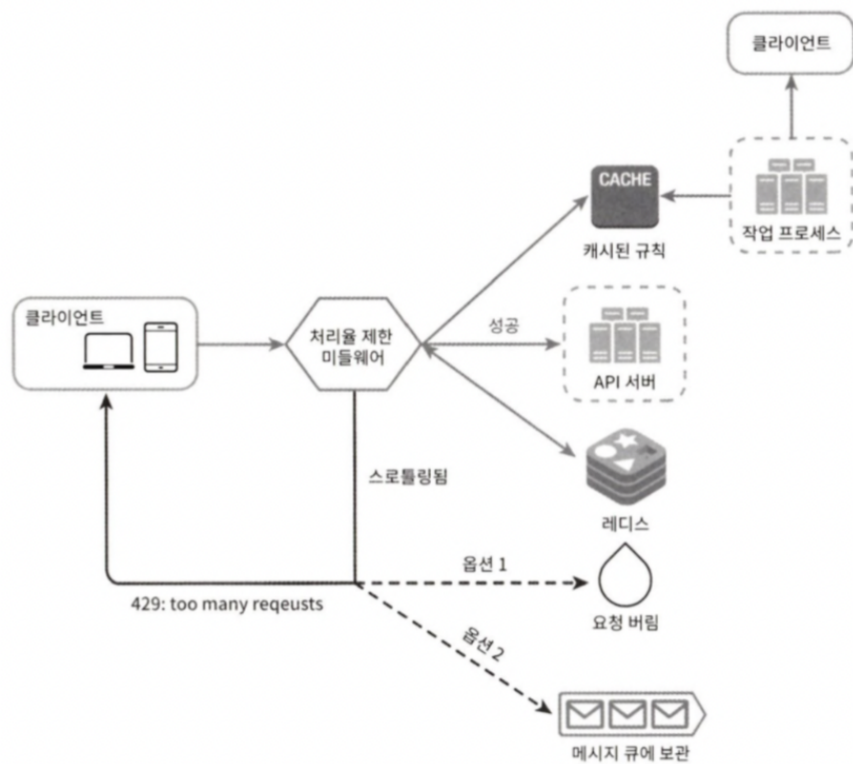 클라이언트
CACHE
캐시된 규칙
작업 프로세스
클라이언트
처리율 제한
미들웨어
성공
API 서버
스로틀링됨
레디스
옵션 1
429: too many reqeusts
요청 버림
옵션 2
메시지 큐에 보관